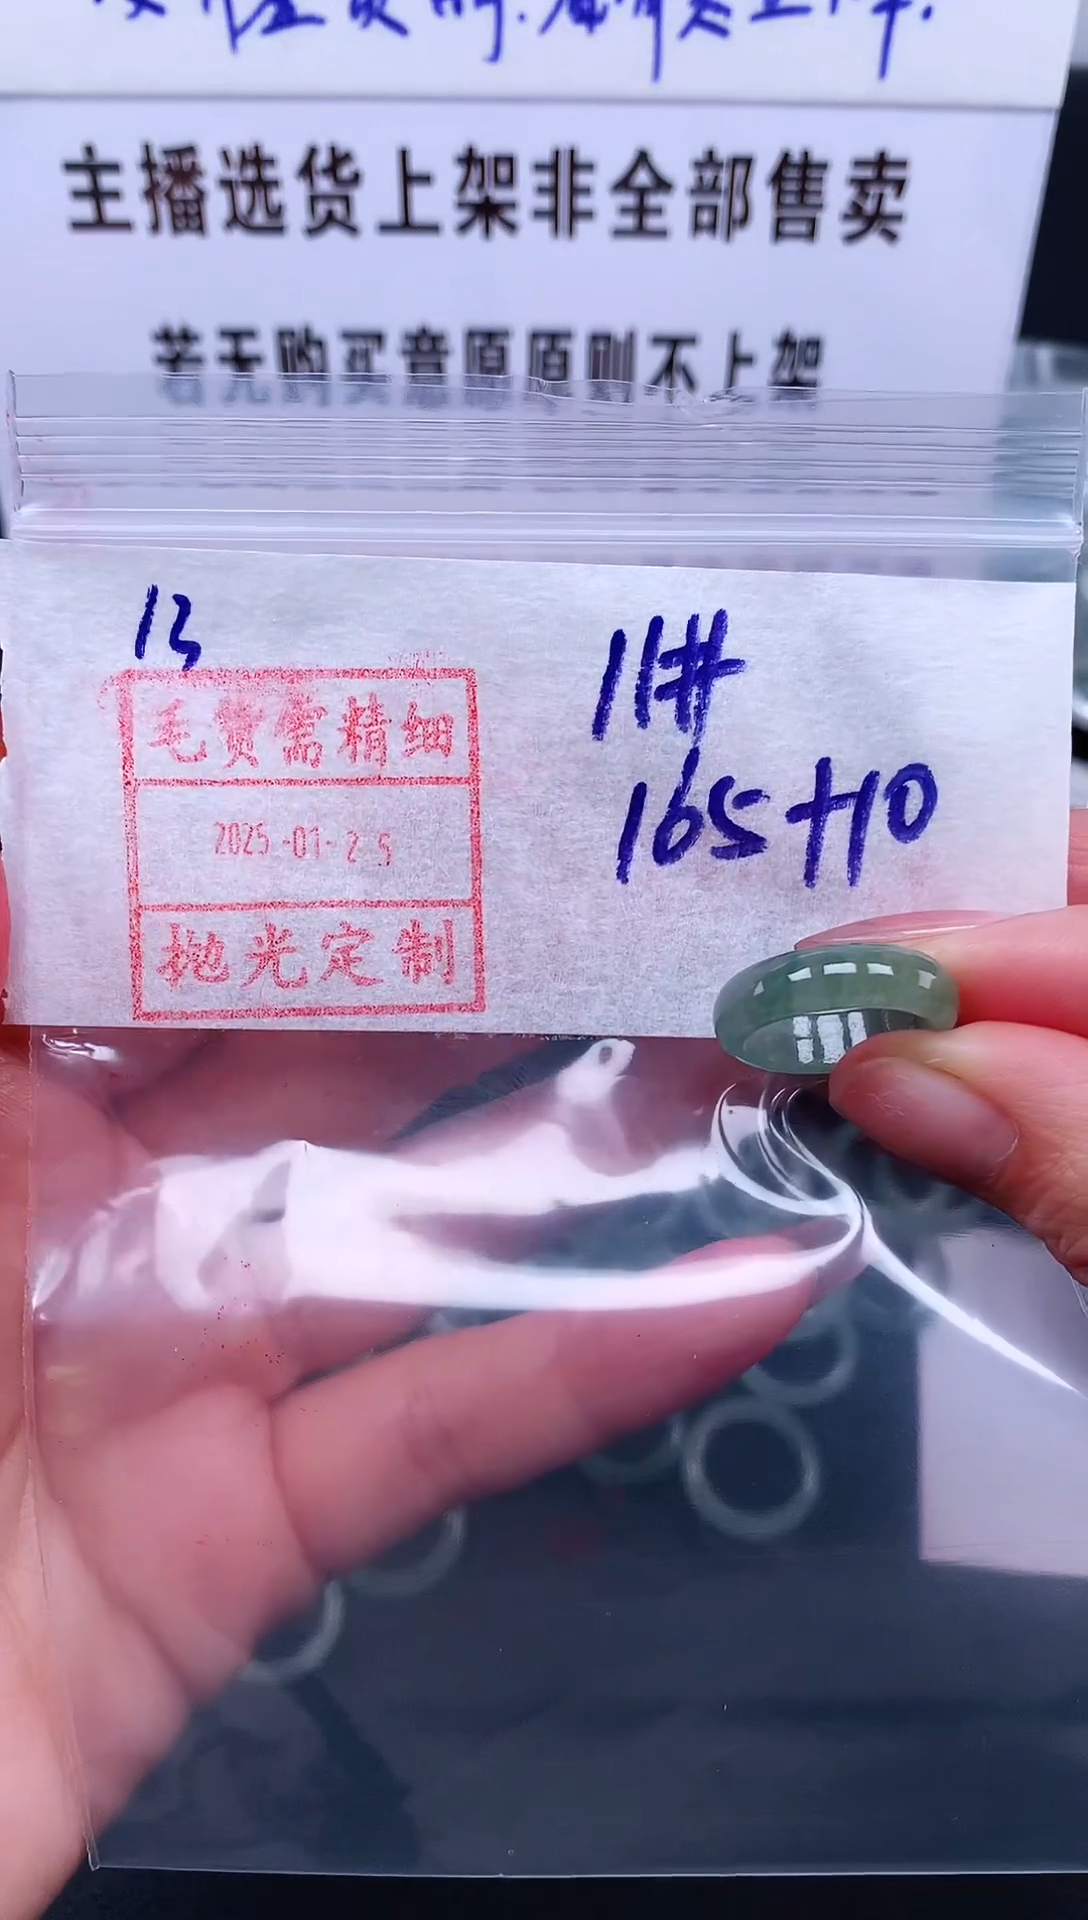 主播选货上架非全部售卖
若无购买意愿原则不上架
13
11#
165+10
毛货需精细
2025-01-25
抛光定制